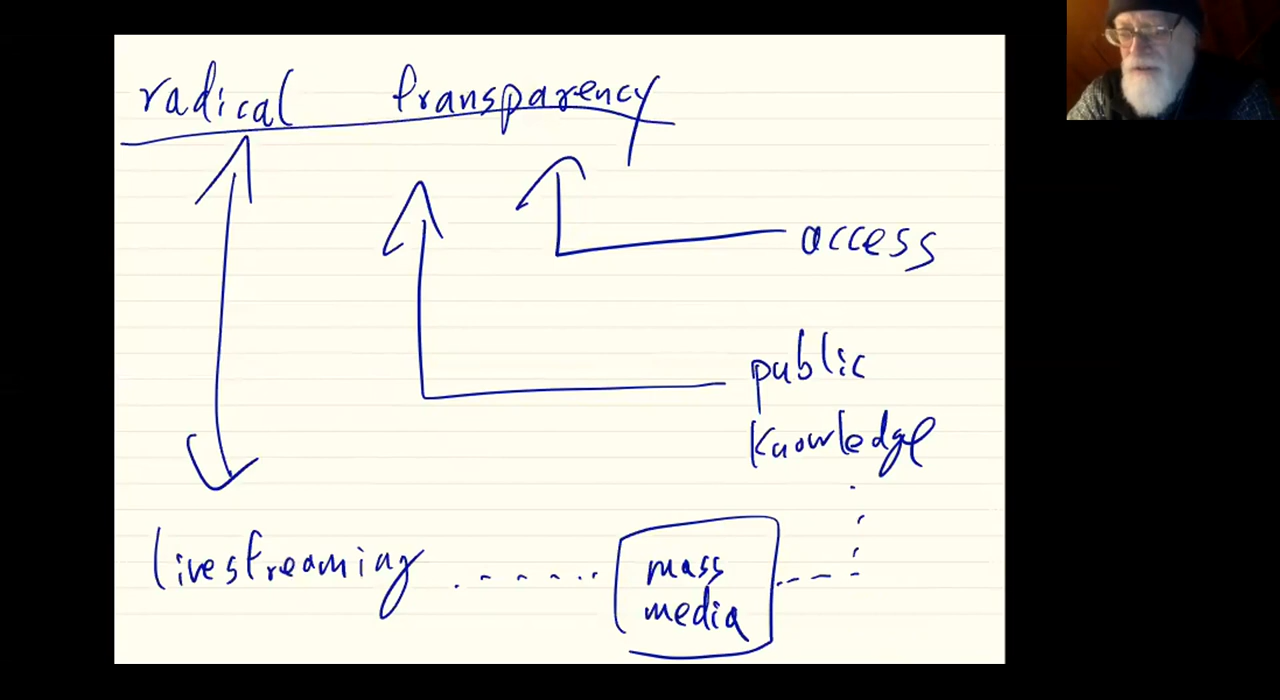 radical transparency
access
public
knowledge
livestreaming
mass
media